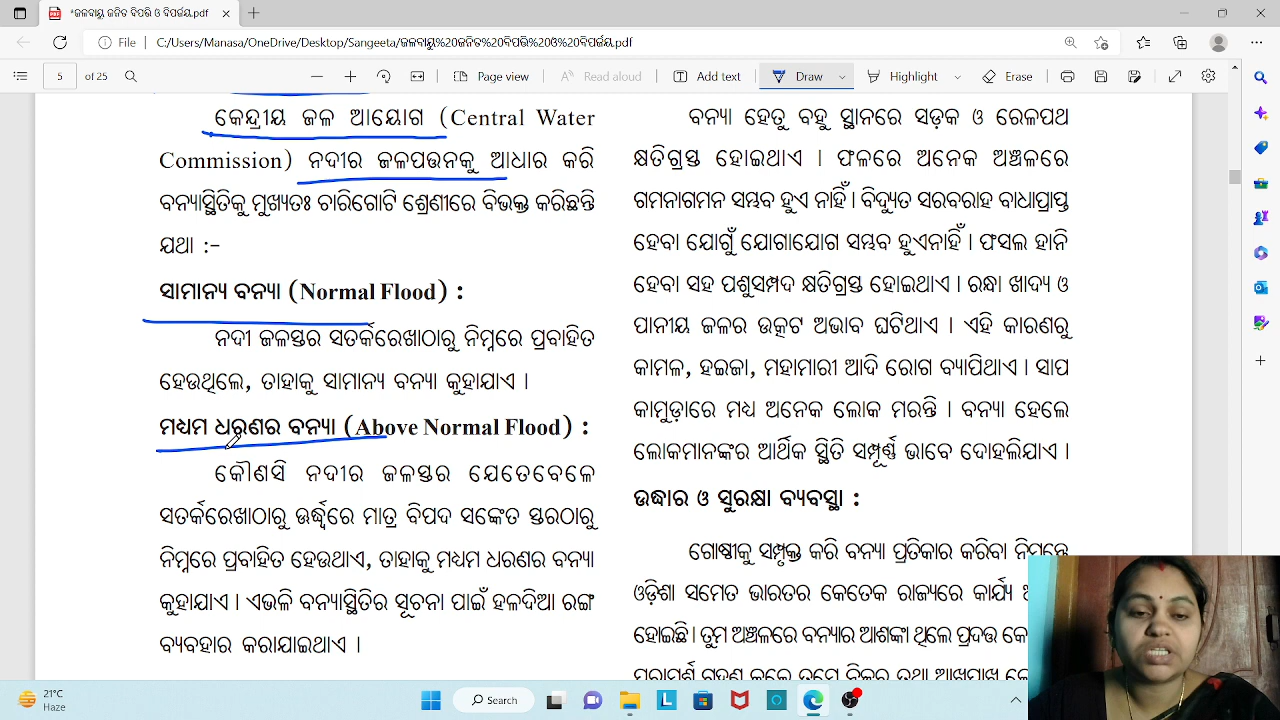 *ଜଳବାୟୁ ଜନିତ ବିପତ୍ତି ଓ ବିପର୍ଯ୍ୟୟ.pdf
File
C:/Users/Manasa/OneDrive/Desktop/Sangeeta/ଜଳବାୟୁ%20ଜନିତ%20ବିପତ୍ତି%20ଓ%20ବିପର୍ଯ୍ୟୟ.pdf
5 of 25
Page view
Read aloud
Add text
Draw
Highlight
Erase
କେନ୍ଦ୍ରୀୟ ଜଳ ଆୟୋଗ (Central Water
Commission) ନଦୀର ଜଳପଉନକୁ ଆଧାର କରି
ବନ୍ୟାସ୍ଥିତିକୁ ମୁଖ୍ୟତଃ ଚାରିଗୋଟି ଶ୍ରେଣୀରେ ବିଭକ୍ତ କରିଛନ୍ତି
ଯଥା :-
ସାମାନ୍ୟ ବନ୍ୟା (Normal Flood) :
ନଦୀ ଜଳସ୍ତର ସତର୍କରେଖାଠାରୁ ନିମ୍ନରେ ପ୍ରବାହିତ
ହେଉଥିଲେ, ତାହାକୁ ସାମାନ୍ୟ ବନ୍ୟା କୁହାଯାଏ ।
ମଧ୍ୟମ ଧରଣର ବନ୍ୟା (Above Normal Flood) :
କୌଣସି ନଦୀର ଜଳସ୍ତର ଯେତେବେଳେ
ସତର୍କରେଖାଠାରୁ ଊର୍ଦ୍ଧ୍ୱରେ ମାତ୍ର ବିପଦ ସଙ୍କେତ ସ୍ତରଠାରୁ
ନିମ୍ନରେ ପ୍ରବାହିତ ହେଉଥାଏ, ତାହାକୁ ମଧ୍ୟମ ଧରଣର ବନ୍ୟା
କୁହାଯାଏ । ଏଭଳି ବନ୍ୟାସ୍ଥିତିର ସୂଚନା ପାଇଁ ହଳଦିଆ ରଙ୍ଗ
ବ୍ୟବହାର କରାଯାଇଥାଏ ।
ବନ୍ୟା ହେତୁ ବହୁ ସ୍ଥାନରେ ସଡ଼କ ଓ ରେଳପଥ
କ୍ଷତିଗ୍ରସ୍ତ ହୋଇଥାଏ । ଫଳରେ ଅନେକ ଅଞ୍ଚଳରେ
ଗମନାଗମନ ସମ୍ଭବ ହୁଏ ନାହିଁ । ବିଦ୍ୟୁତ ସରବରାହ ବାଧାପ୍ରାପ୍ତ
ହେବା ଯୋଗୁଁ ଯୋଗାଯୋଗ ସମ୍ଭବ ହୁଏନାହିଁ । ଫସଲ ହାନି
ହେବା ସହ ପଶୁସମ୍ପଦ କ୍ଷତିଗ୍ରସ୍ତ ହୋଇଥାଏ । ରନ୍ଧା ଖାଦ୍ୟ ଓ
ପାନୀୟ ଜଳର ଉତ୍କଟ ଅଭାବ ଘଟିଥାଏ । ଏହି କାରଣରୁ
କାମଳ, ହଇଜା, ମହାମାରୀ ଆଦି ରୋଗ ବ୍ୟାପିଥାଏ । ସାପ
କାମୁଡ଼ାରେ ମଧ୍ୟ ଅନେକ ଲୋକ ମରନ୍ତି । ବନ୍ୟା ହେଲେ
ଲୋକମାନଙ୍କର ଆର୍ଥିକ ସ୍ଥିତି ସମ୍ପୂର୍ଣ୍ଣ ଭାବେ ଦୋହଲିଯାଏ ।
ଉଦ୍ଧାର ଓ ସୁରକ୍ଷା ବ୍ୟବସ୍ଥା :
ଗୋଷ୍ଠୀକୁ ସମ୍ପୃକ୍ତ କରି ବନ୍ୟା ପ୍ରତିକାର କରିବା ନିମନ୍ତେ
ଓଡ଼ିଶା ସମେତ ଭାରତର କେତେକ ରାଜ୍ୟରେ କାର୍ଯ୍ୟ
ହୋଇଛି । ତୁମ ଅଞ୍ଚଳରେ ବନ୍ୟାର ଆଶଙ୍କା ଥିଲେ ପ୍ରଦତ୍ତ
21°C
Haze
Search